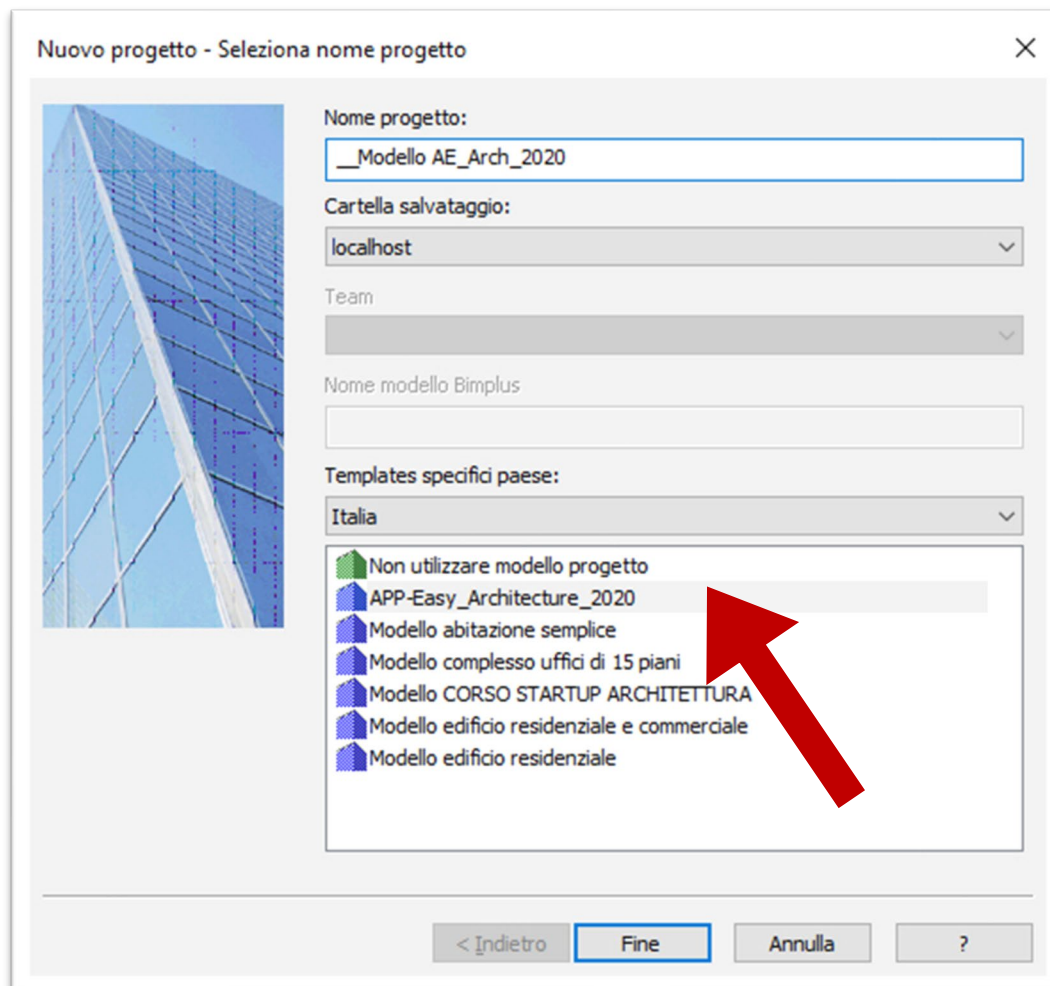 Nuovo progetto - Seleziona nome progetto
Nome progetto:
__Modello AE_Arch_2020
Cartella salvataggio:
localhost
Team
Nome modello Bimplus
Templates specifici paese:
Italia
Non utilizzare modello progetto
APP-Easy_Architecture_2020
Modello abitazione semplice
Modello complesso uffici di 15 piani
Modello CORSO STARTUP ARCHITETTURA
Modello edificio residenziale e commerciale
Modello edificio residenziale
< Indietro
Fine
Annulla
?